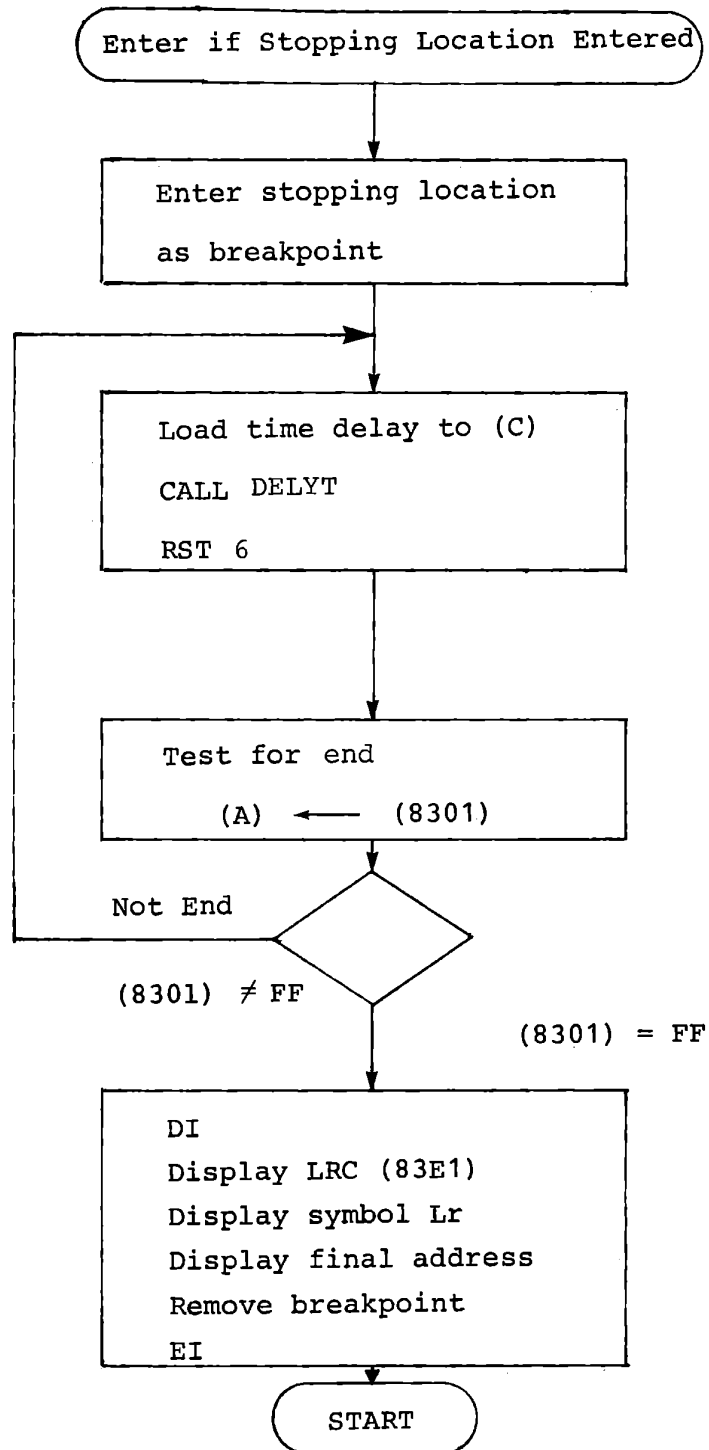 Enter if Stopping Location Entered
Enter stopping location
as breakpoint
Load time delay to (C)
CALL DELYT
RST 6
Test for end
(A) ← (8301)
Not End
(8301) ≠ FF
(8301) = FF
DI
Display LRC (83E1)
Display symbol Lr
Display final address
Remove breakpoint
EI
START